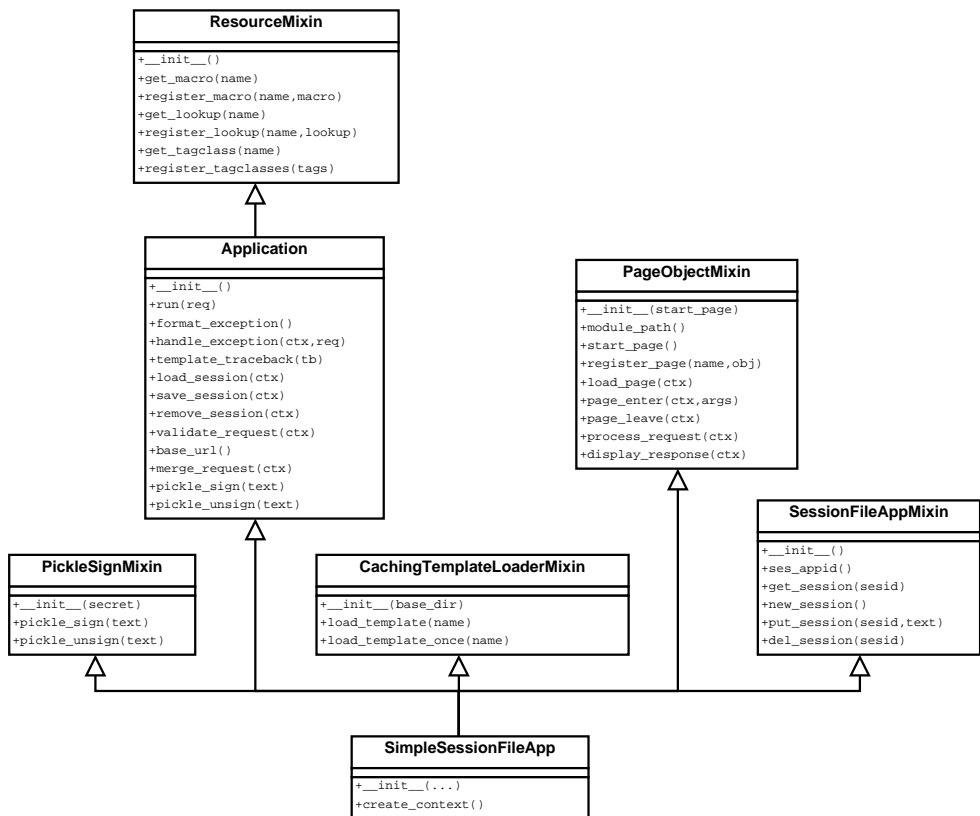 ResourceMixin
+__init__()
+get_macro(name)
+register_macro(name,macro)
+get_lookup(name)
+register_lookup(name,lookup)
+get_tagclass(name)
+register_tagclasses(tags)
Application
+__init__()
+run(req)
+format_exception()
+handle_exception(ctx,req)
+template_traceback(tb)
+load_session(ctx)
+save_session(ctx)
+remove_session(ctx)
+validate_request(ctx)
+base_url()
+merge_request(ctx)
+pickle_sign(text)
+pickle_unsign(text)
PageObjectMixin
+__init__(start_page)
+module_path()
+start_page()
+register_page(name,obj)
+load_page(ctx)
+page_enter(ctx,args)
+page_leave(ctx)
+process_request(ctx)
+display_response(ctx)
PickleSignMixin
+__init__(secret)
+pickle_sign(text)
+pickle_unsign(text)
CachingTemplateLoaderMixin
+__init__(base_dir)
+load_template(name)
+load_template_once(name)
SessionFileAppMixin
+__init__()
+ses_appid()
+get_session(sesid)
+new_session()
+put_session(sesid,text)
+del_session(sesid)
SimpleSessionFileApp
+__init__(...)
+create_context()